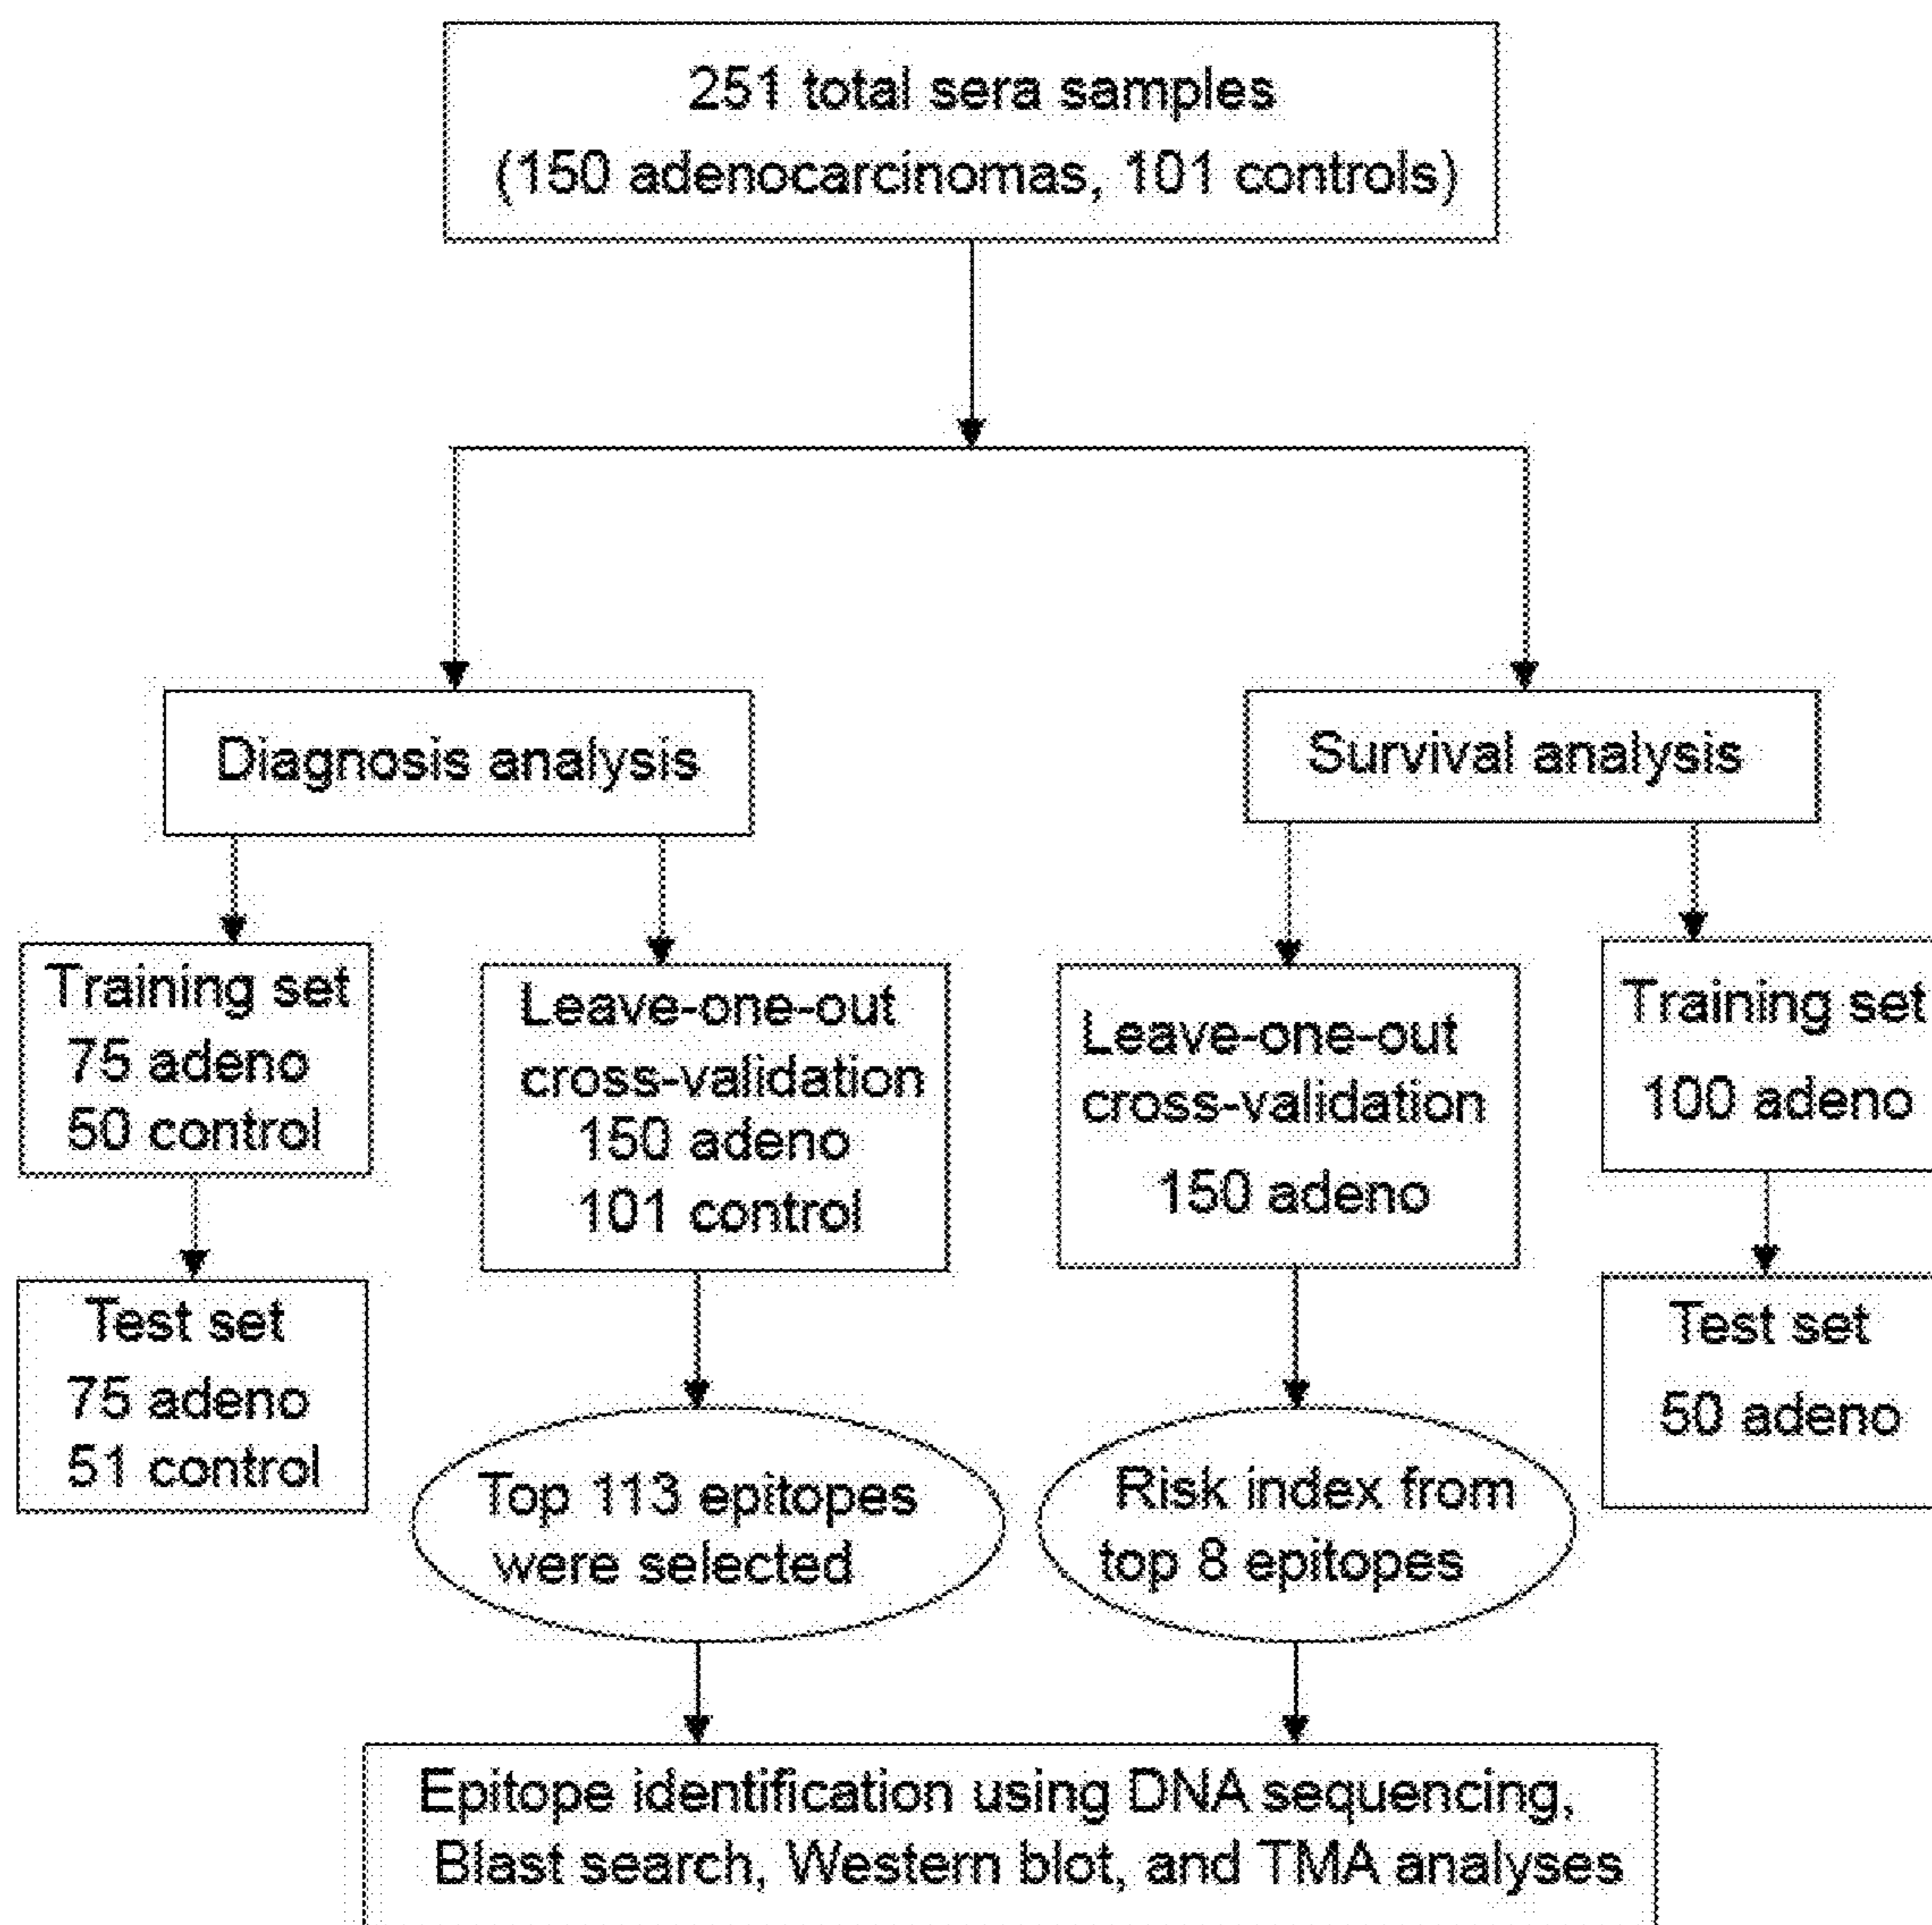 251 total sera samples
(150 adenocarcinomas, 101 controls)
Diagnosis analysis
Survival analysis
Training set
75 adeno
50 control
Leave-one-out
cross-validation
150 adeno
101 control
Leave-one-out
cross-validation
150 adeno
Training set
100 adeno
Test set
75 adeno
51 control
Test set
50 adeno
Top 113 epitopes
were selected
Risk index from
top 8 epitopes
Epitope identification using DNA sequencing,
Blast search, Western blot, and TMA analyses